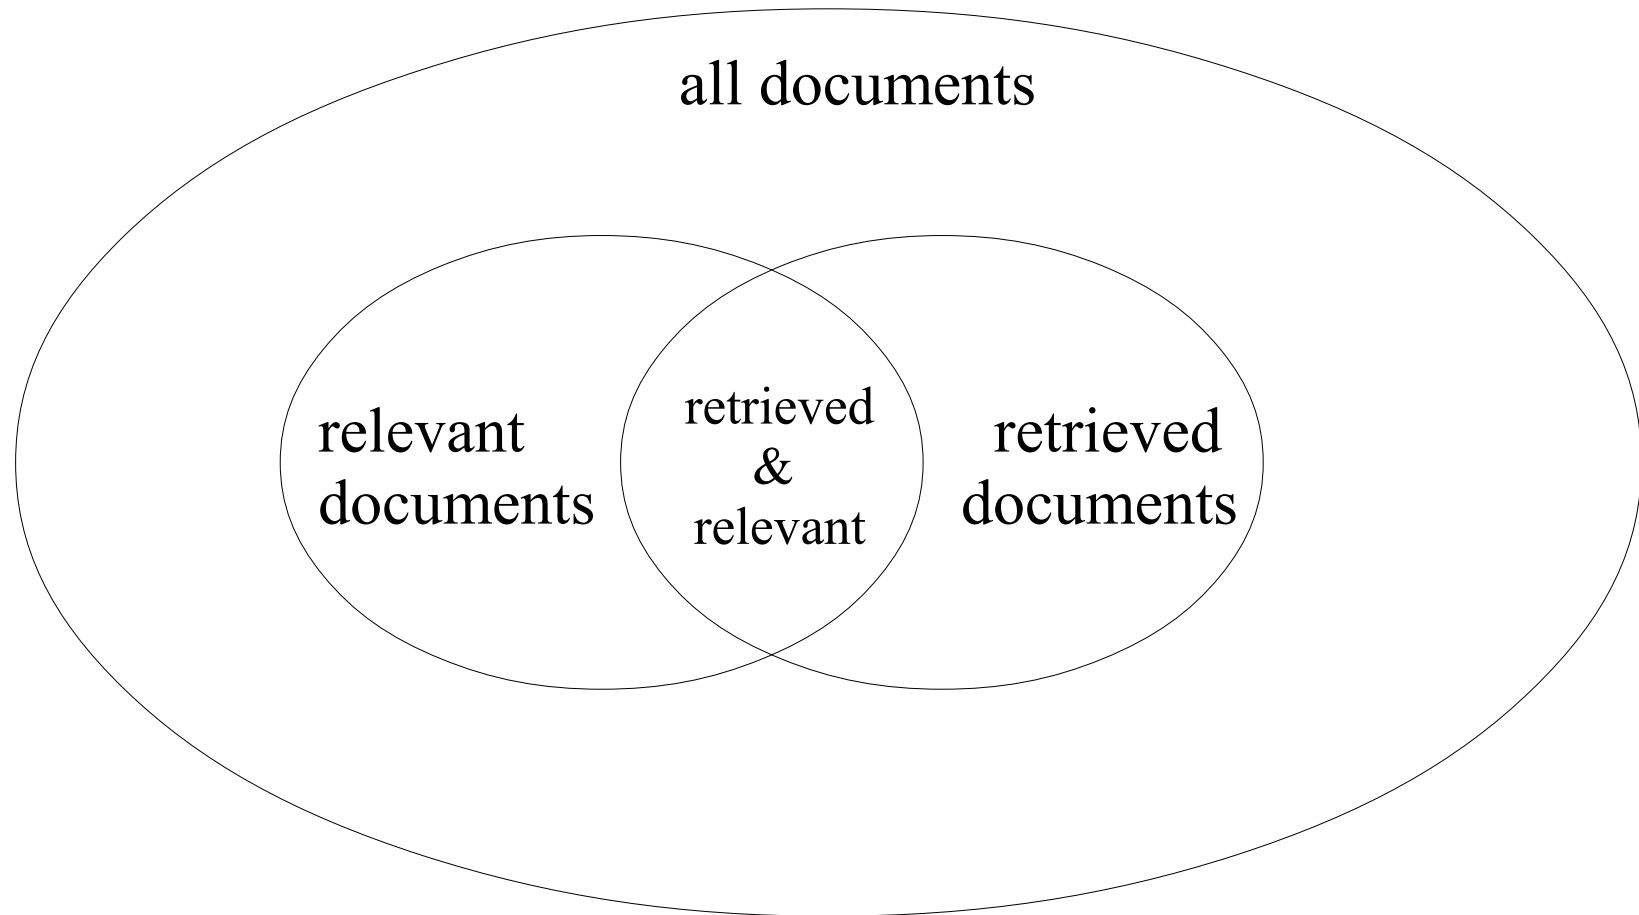 all documents
relevant
documents
retrieved
&
relevant
retrieved
documents